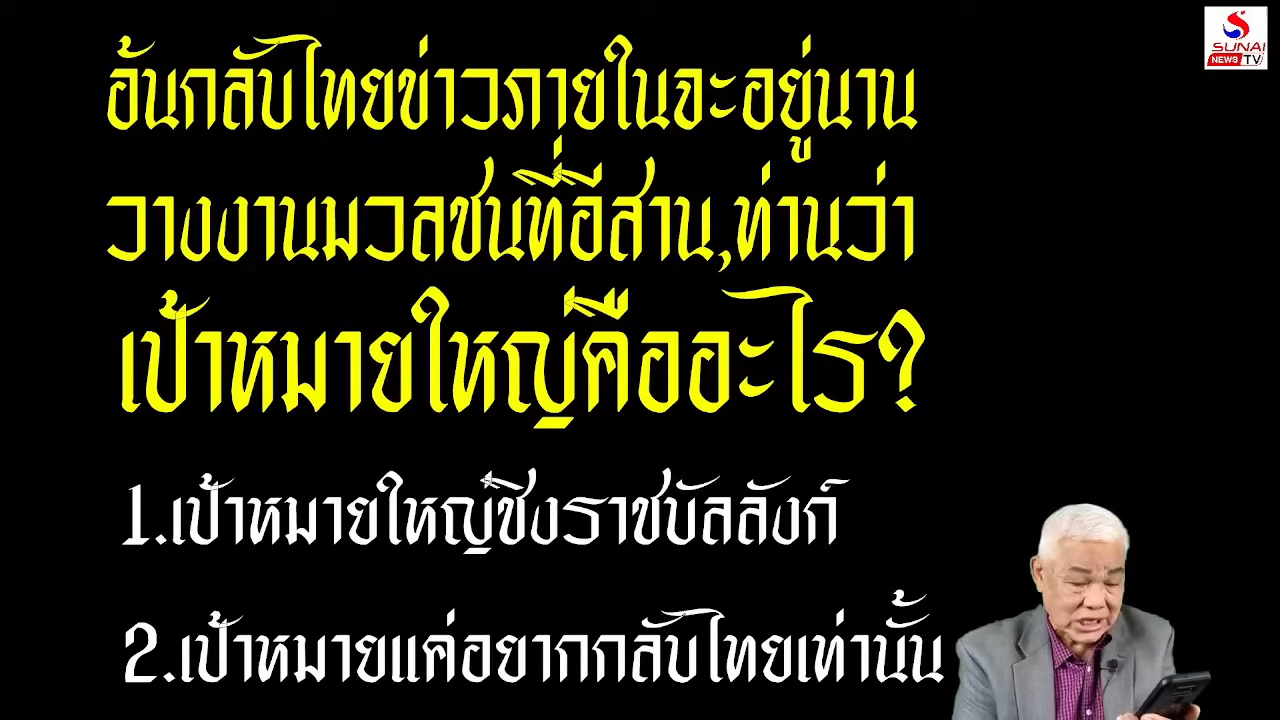 SUNAI
NEWS TV
อ้นกลับไทยข่าวภายในจะอยู่นาน
วางงานมวลชนที่อีสาน,ท่านว่า
เป้าหมายใหญ่คืออะไร?
1.เป้าหมายใหญ่ชิงราชบัลลังก์
2.เป้าหมายแค่อยากกลับไทยเท่านั้น